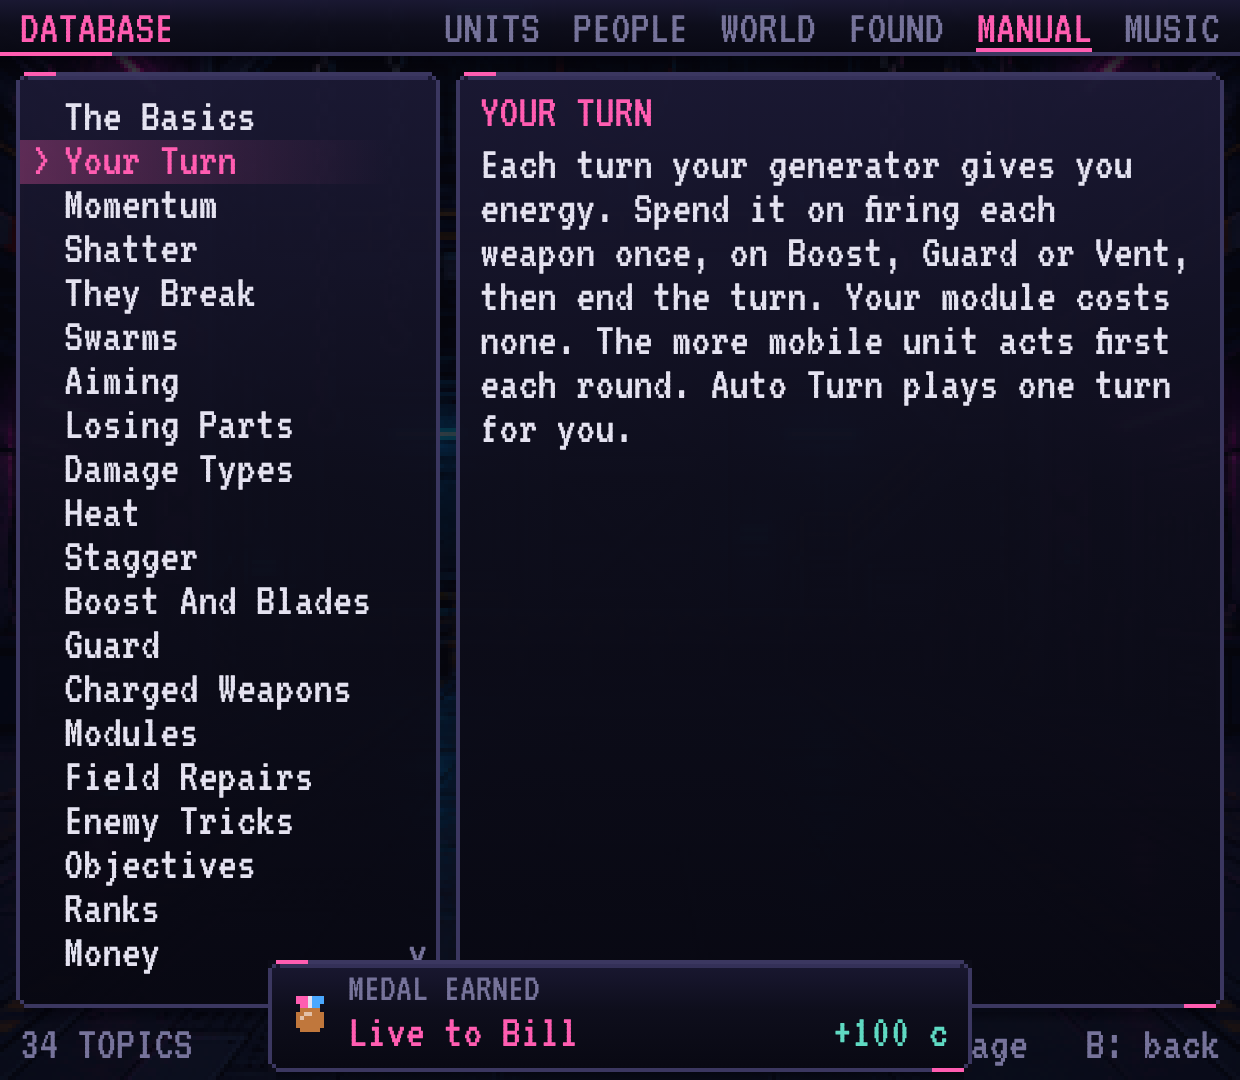 DATABASE UNITS PEOPLE WORLD FOUND MANUAL MUSIC
The Basics
> Your Turn
Momentum
Shatter
They Break
Swarms
Aiming
Losing Parts
Damage Types
Heat
Stagger
Boost And Blades
Guard
Charged Weapons
Modules
Field Repairs
Enemy Tricks
Objectives
Ranks
Money
YOUR TURN
Each turn your generator gives you
energy. Spend it on firing each
weapon once, on Boost, Guard or Vent,
then end the turn. Your module costs
none. The more mobile unit acts first
each round. Auto Turn plays one turn
for you.
MEDAL EARNED
Live to Bill +100 c
34 TOPICS
B: back